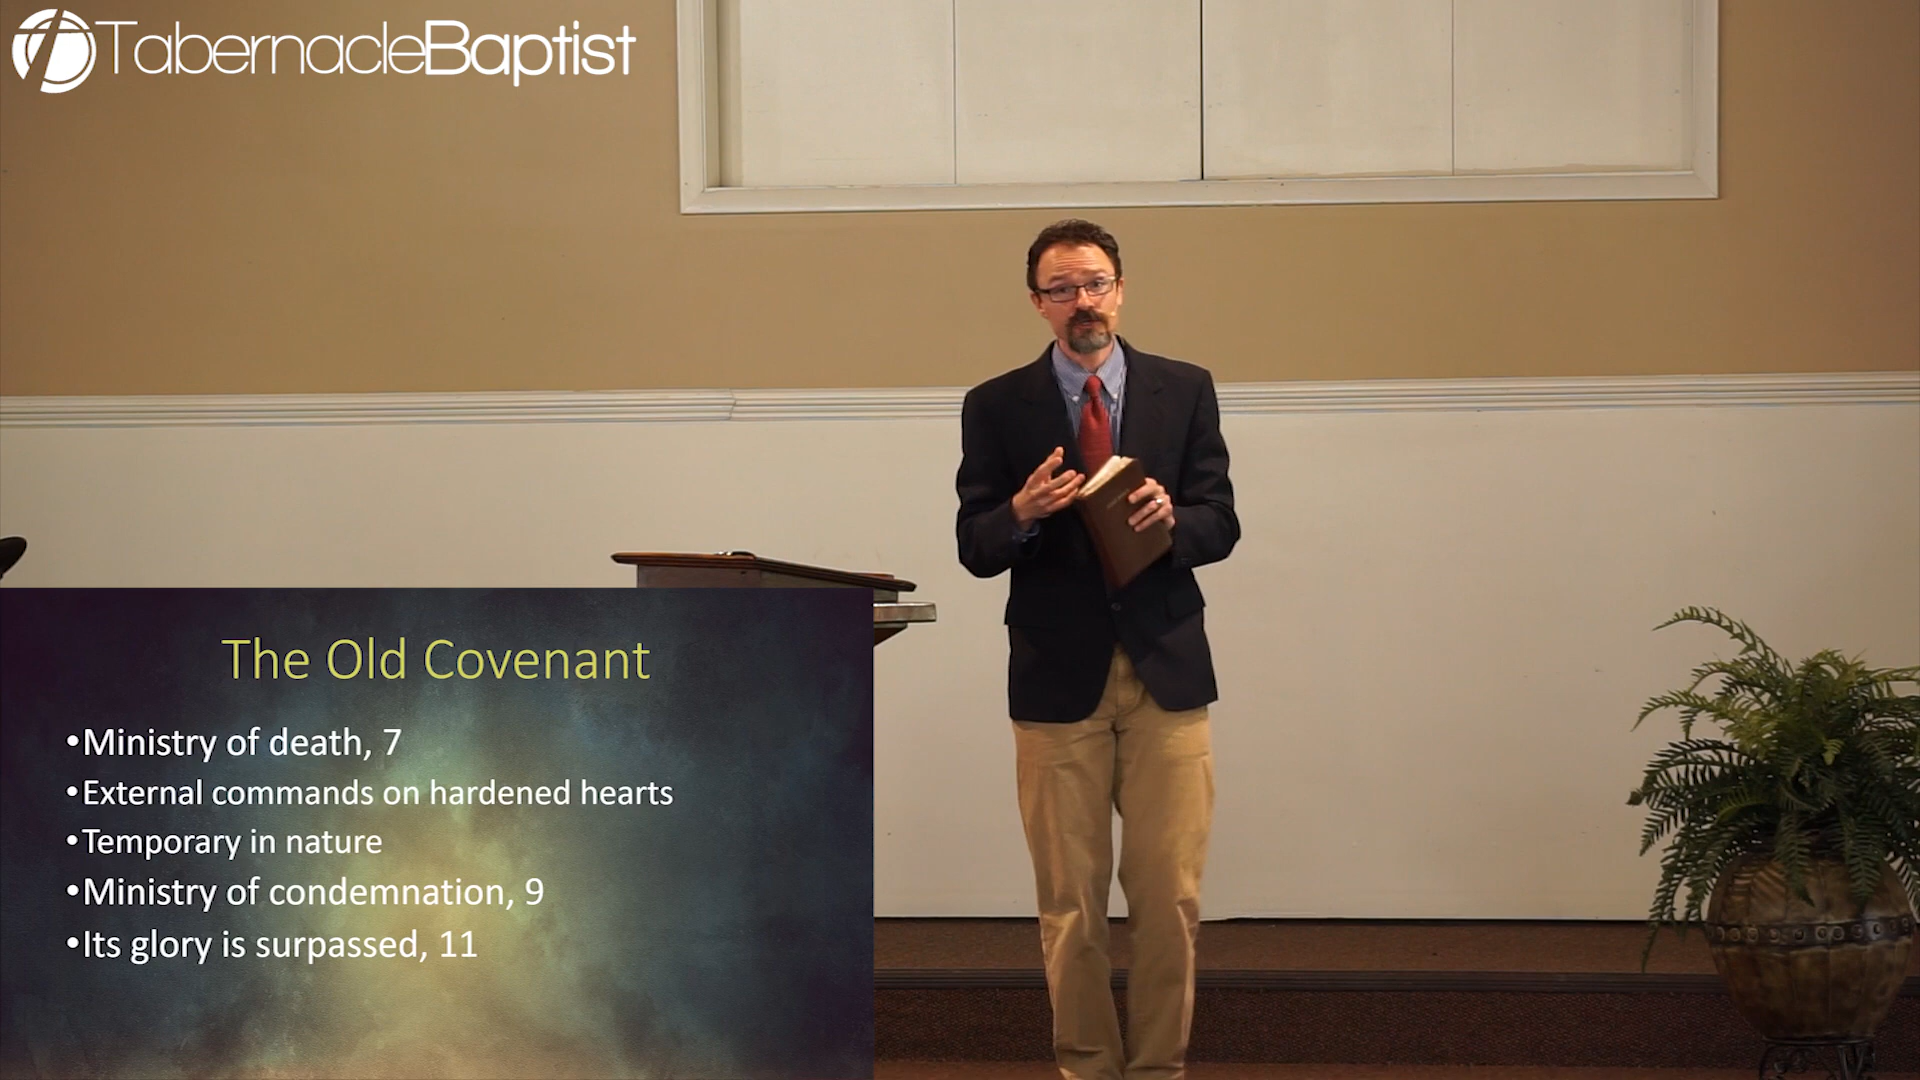 TabernacleBaptist
The Old Covenant
•Ministry of death, 7
•External commands on hardened hearts
•Temporary in nature
•Ministry of condemnation, 9
•Its glory is surpassed, 11